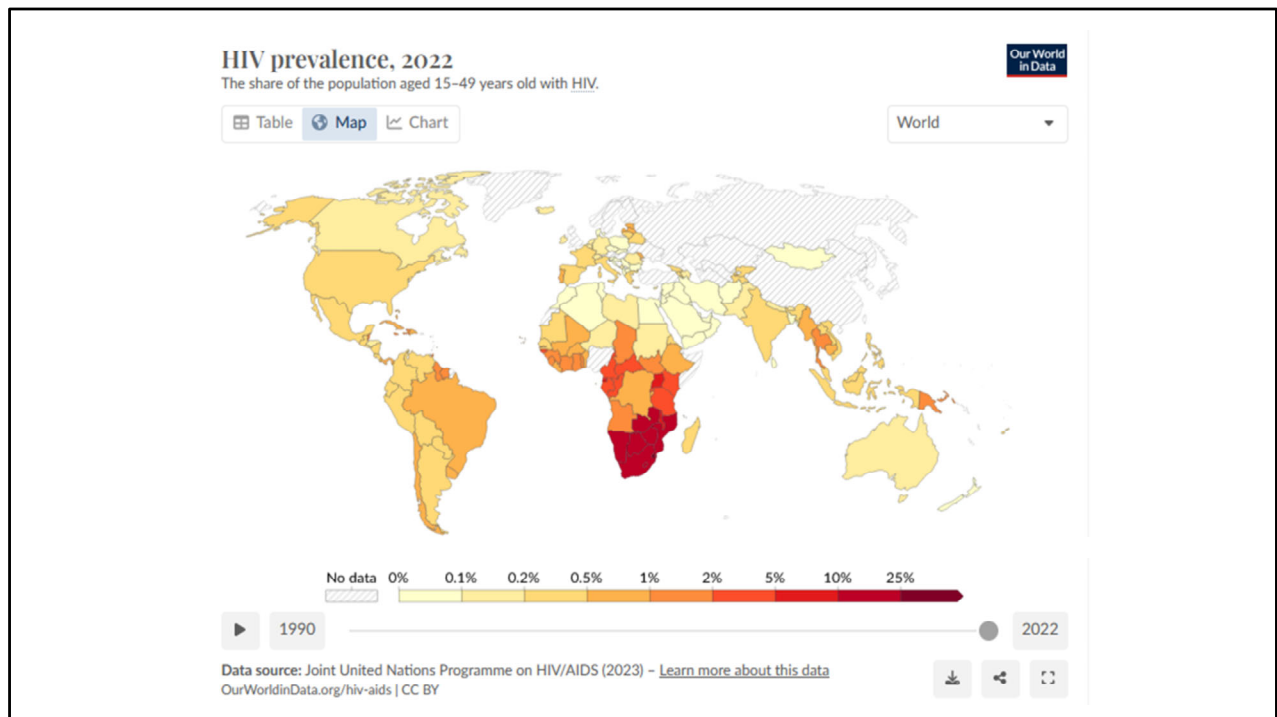 HIV prevalence, 2022
Our World
in Data
The share of the population aged 15–49 years old with HIV.
Table
Map
Chart
World
No data 0% 0.1% 0.2% 0.5% 1% 2% 5% 10% 25%
1990
2022
Data source: Joint United Nations Programme on HIV/AIDS (2023) – Learn more about this data
OurWorldinData.org/hiv-aids | CC BY